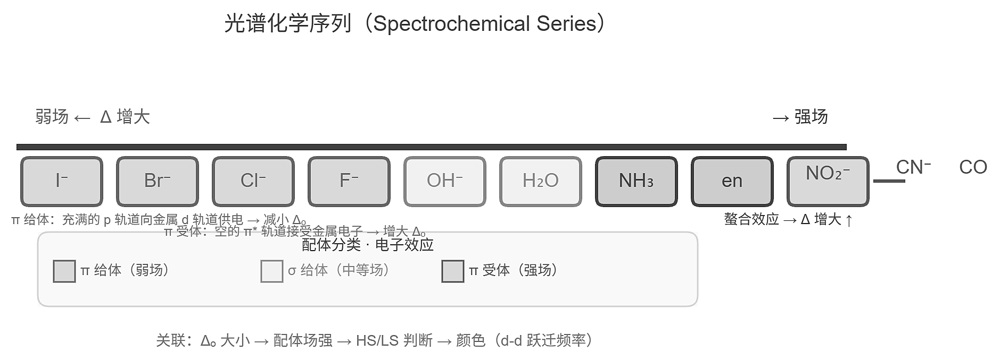 光谱化学序列（Spectrochemical Series）
弱场 ← Δ 增大
→ 强场
I⁻ Br⁻ Cl⁻ F⁻ OH⁻ H₂O NH₃ en NO₂⁻ CN⁻ CO
π 给体：充满的 p 轨道向金属 d 轨道供电 → 减小 Δₒ
螯合效应 → Δ 增大 ↑
π 受体：空的 π* 轨道接受金属电子 → 增大 Δₒ
配体分类 · 电子效应
π 给体（弱场） σ 给体（中等场） π 受体（强场）
关联：Δₒ 大小 → 配体场强 → HS/LS 判断 → 颜色（d-d 跃迁频率）